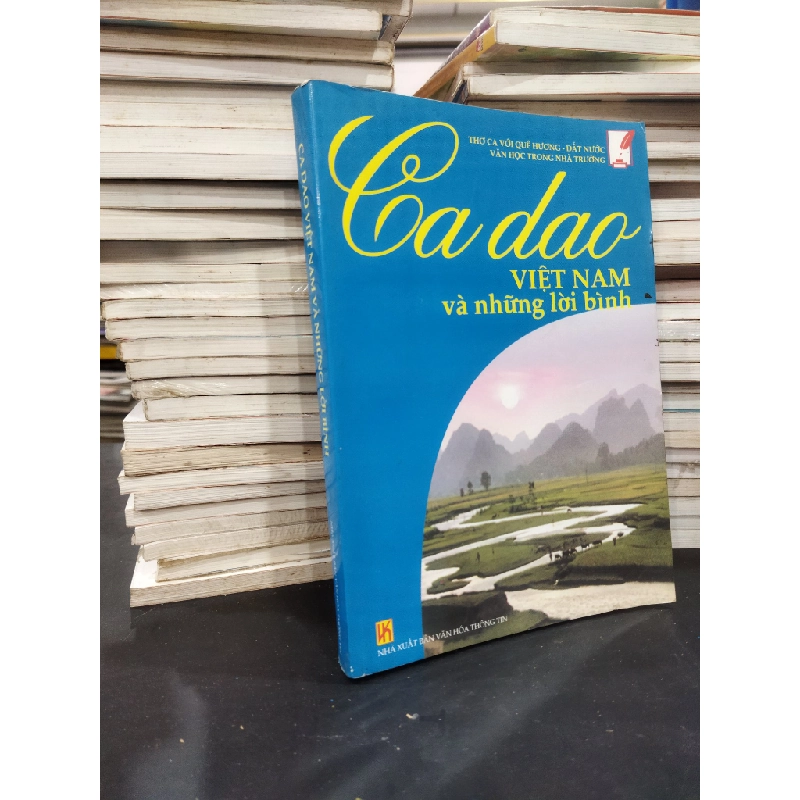 THƠ CA VỚI QUÊ HƯƠNG - ĐẤT NƯỚC
VĂN HỌC TRONG NHÀ TRƯỜNG
Ca dao
VIỆT NAM
và những lời bình
NHÀ XUẤT BẢN VĂN HÓA THÔNG TIN
CA DAO VIỆT NAM VÀ NHỮNG LỜI BÌNH